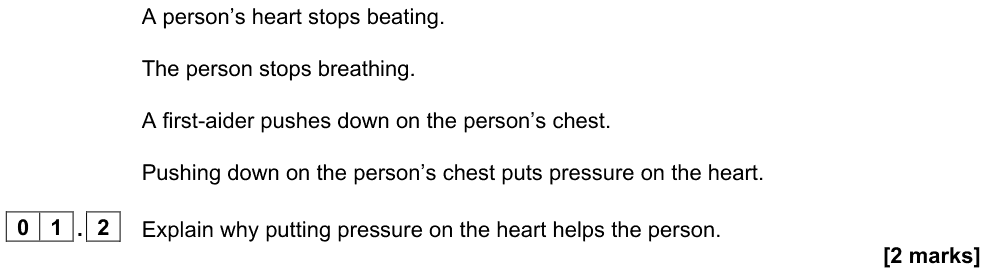 A person's heart stops beating.
The person stops breathing.
A first-aider pushes down on the person's chest.
Pushing down on the person's chest puts pressure on the heart.
0 1 . 2 Explain why putting pressure on the heart helps the person.
[2 marks]